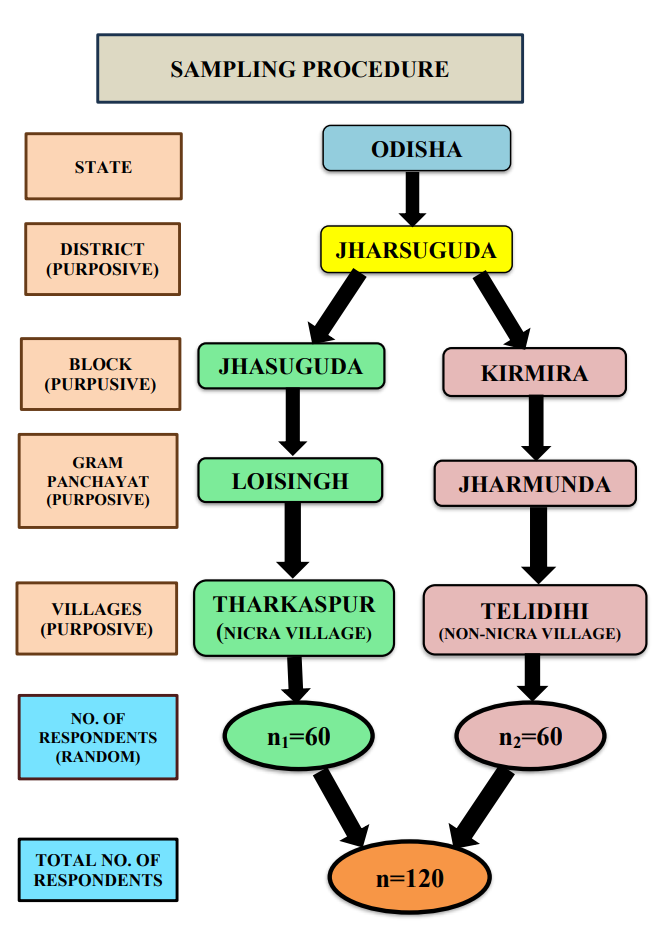 SAMPLING PROCEDURE
STATE
ODISHA
DISTRICT
(PURPOSIVE)
JHARSUGUDA
BLOCK
(PURPUSIVE)
JHASUGUDA
KIRMIRA
GRAM
PANCHAYAT
(PURPOSIVE)
LOISINGH
JHARMUNDA
VILLAGES
(PURPOSIVE)
THARKASPUR
(NICRA VILLAGE)
TELIDIHI
(NON-NICRA VILLAGE)
NO. OF
RESPONDENTS
(RANDOM)
n₁=60
n₂=60
TOTAL NO. OF
RESPONDENTS
n=120